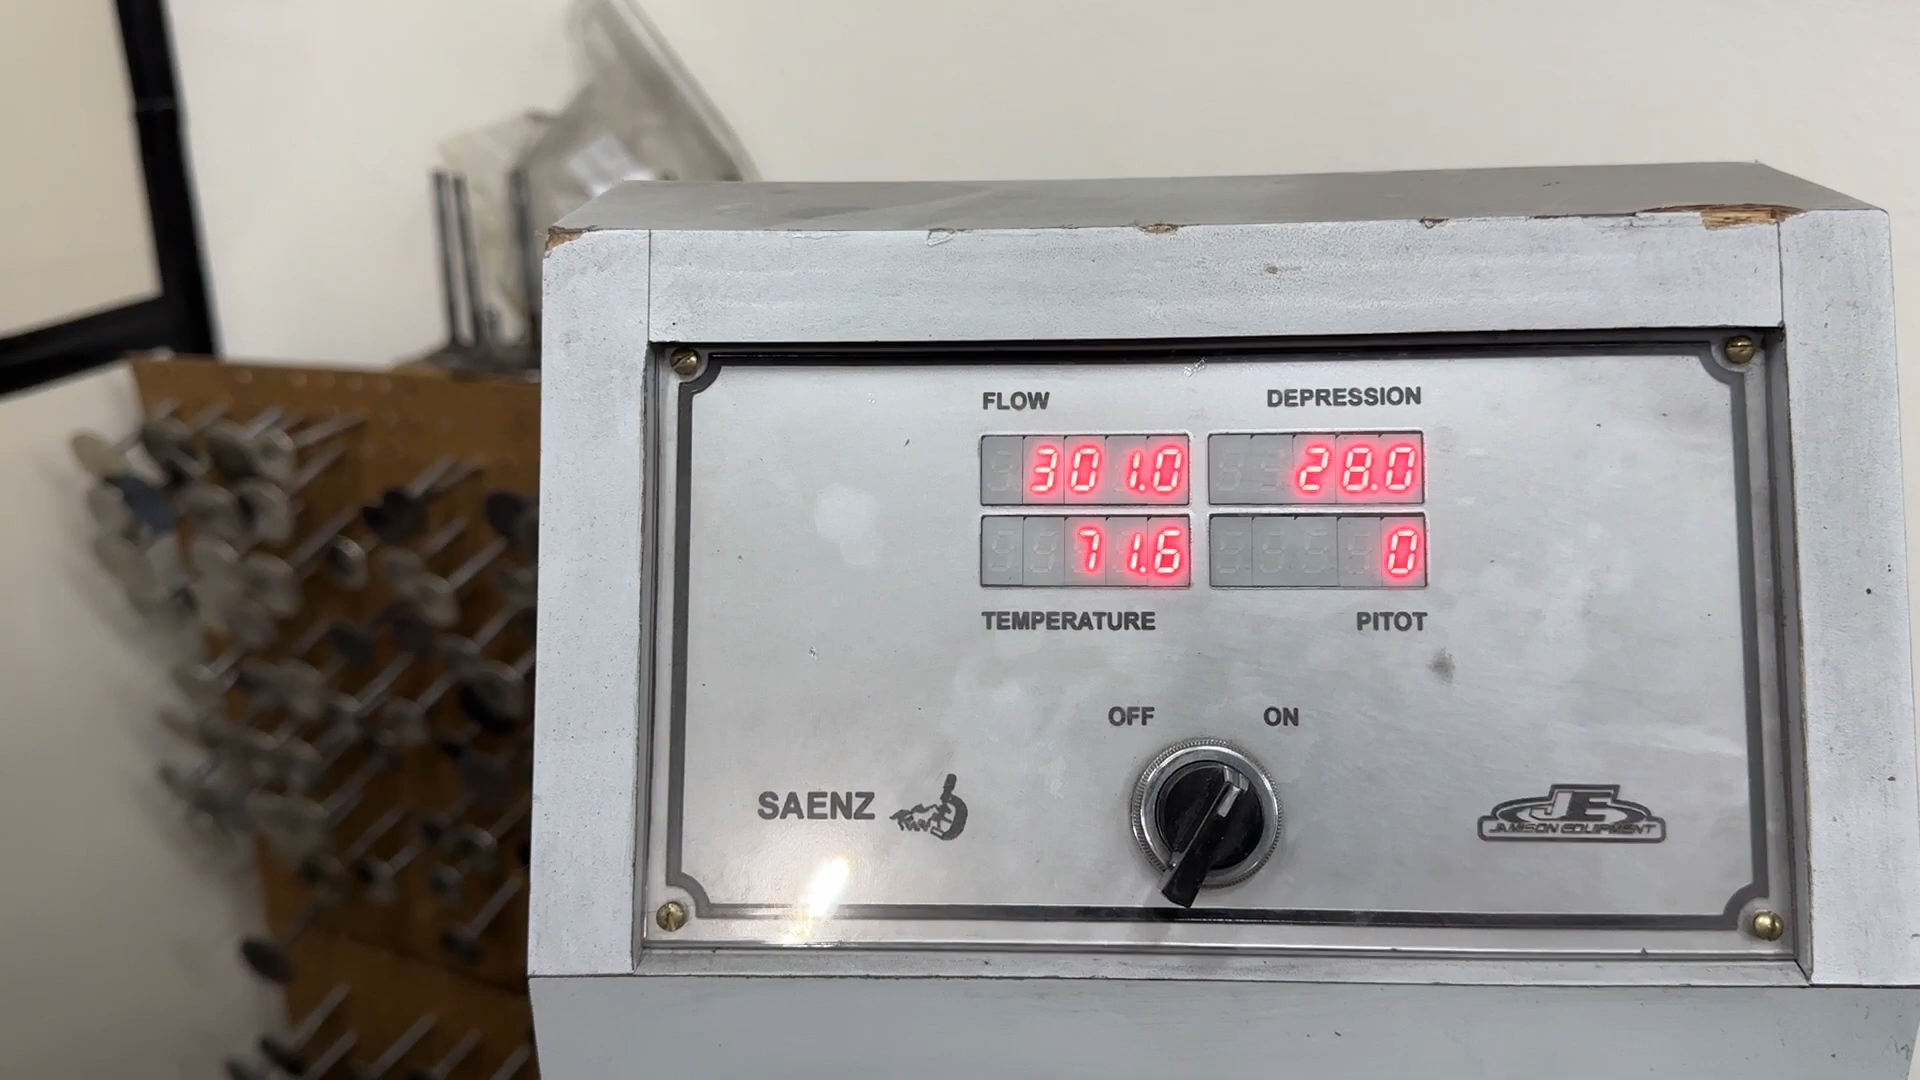 FLOW DEPRESSION
301.0 28.0
71.6 0
TEMPERATURE PITOT
OFF ON
SAENZ
JE
JAMISON EQUIPMENT